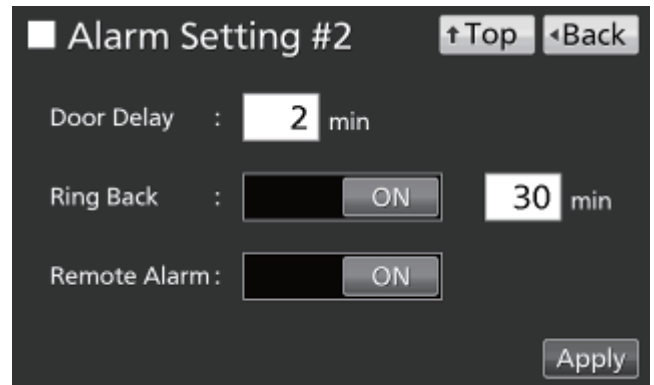 Alarm Setting #2
↑Top
◂Back
Door Delay : 2 min
Ring Back : ON 30 min
Remote Alarm : ON
Apply